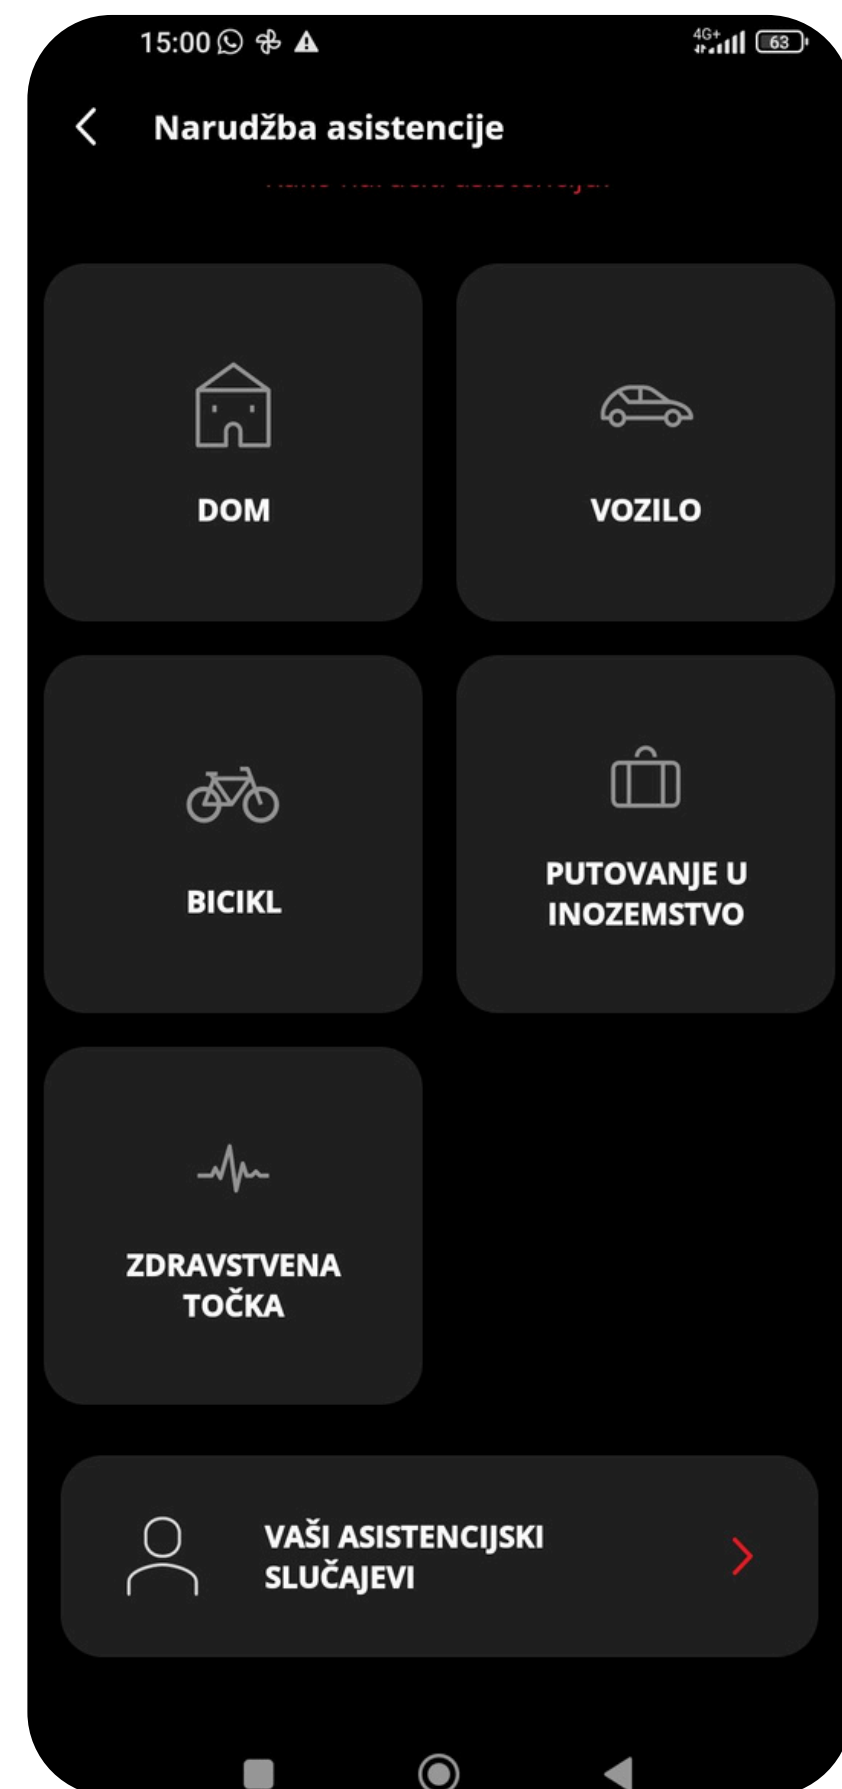 15:00
4G+
63
Narudžba asistencije
DOM
VOZILO
BICIKL
PUTOVANJE U
INOZEMSTVO
ZDRAVSTVENA
TOČKA
VAŠI ASISTENCIJSKI
SLUČAJEVI